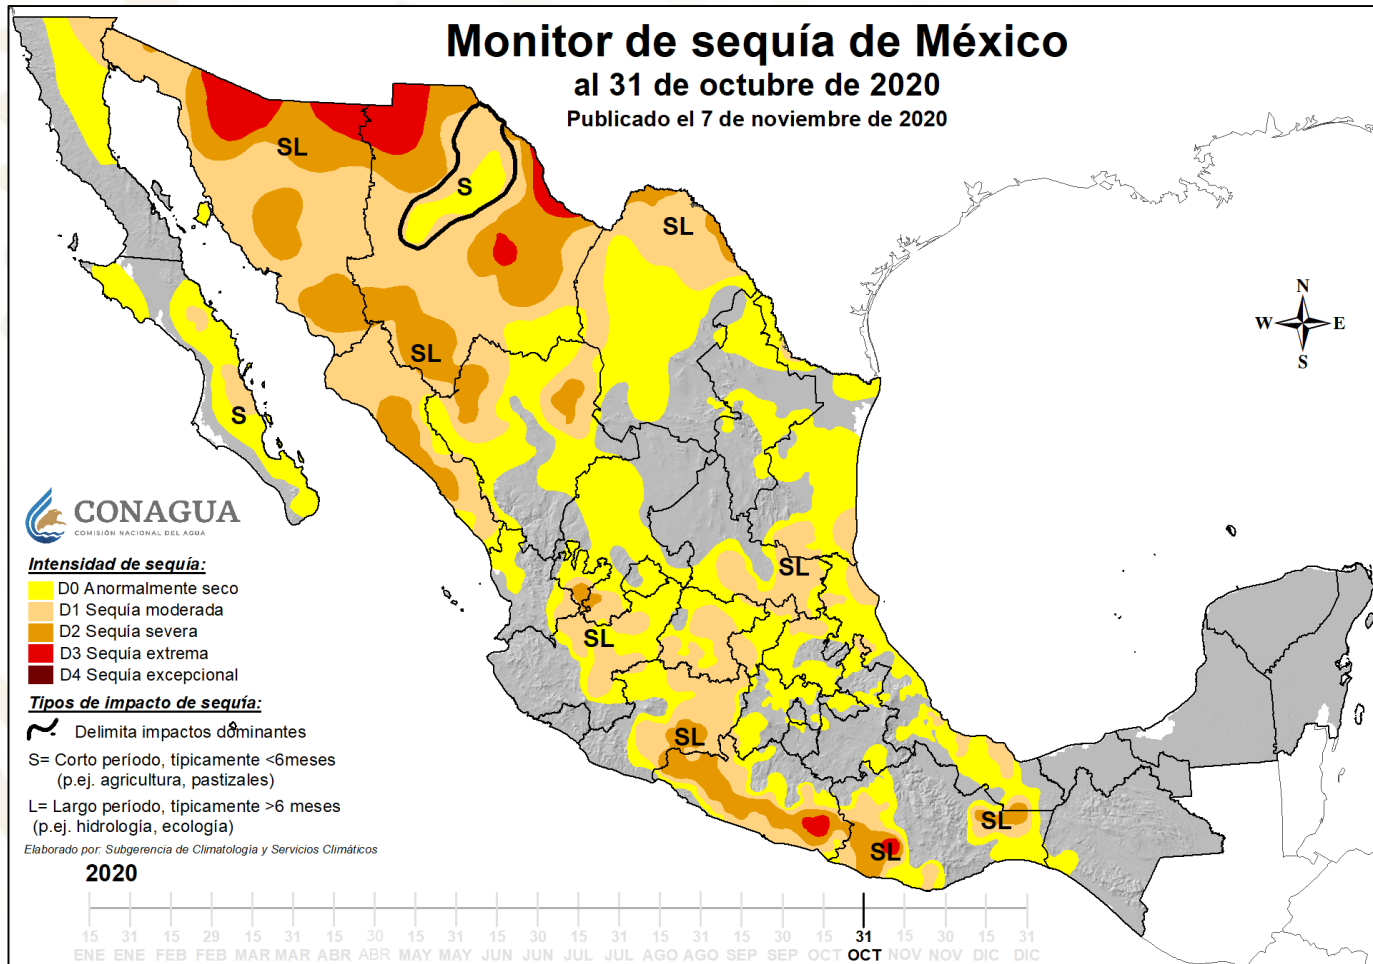 Monitor de sequía de México
al 31 de octubre de 2020
Publicado el 7 de noviembre de 2020
SL
S
SL
N
W E
S
SL
S
CONAGUA
COMISIÓN NACIONAL DEL AGUA
Intensidad de sequía:
D0 Anormalmente seco
D1 Sequía moderada
D2 Sequía severa
D3 Sequía extrema
D4 Sequía excepcional
SL
SL
Tipos de impacto de sequía:
Delimita impactos dominantes
S= Corto período, típicamente <6meses
(p.ej. agricultura, pastizales)
L= Largo período, típicamente >6 meses
(p.ej. hidrología, ecología)
SL
SL
SL
Elaborado por: Subgerencia de Climatología y Servicios Climáticos
2020
15 31 15 29 15 31 15 30 15 31 15 30 15 31 15 31 15 30 15 31 15 30 15 31
ENE ENE FEB FEB MAR MAR ABR ABR MAY MAY JUN JUN JUL JUL AGO AGO SEP SEP OCT OCT NOV NOV DIC DIC